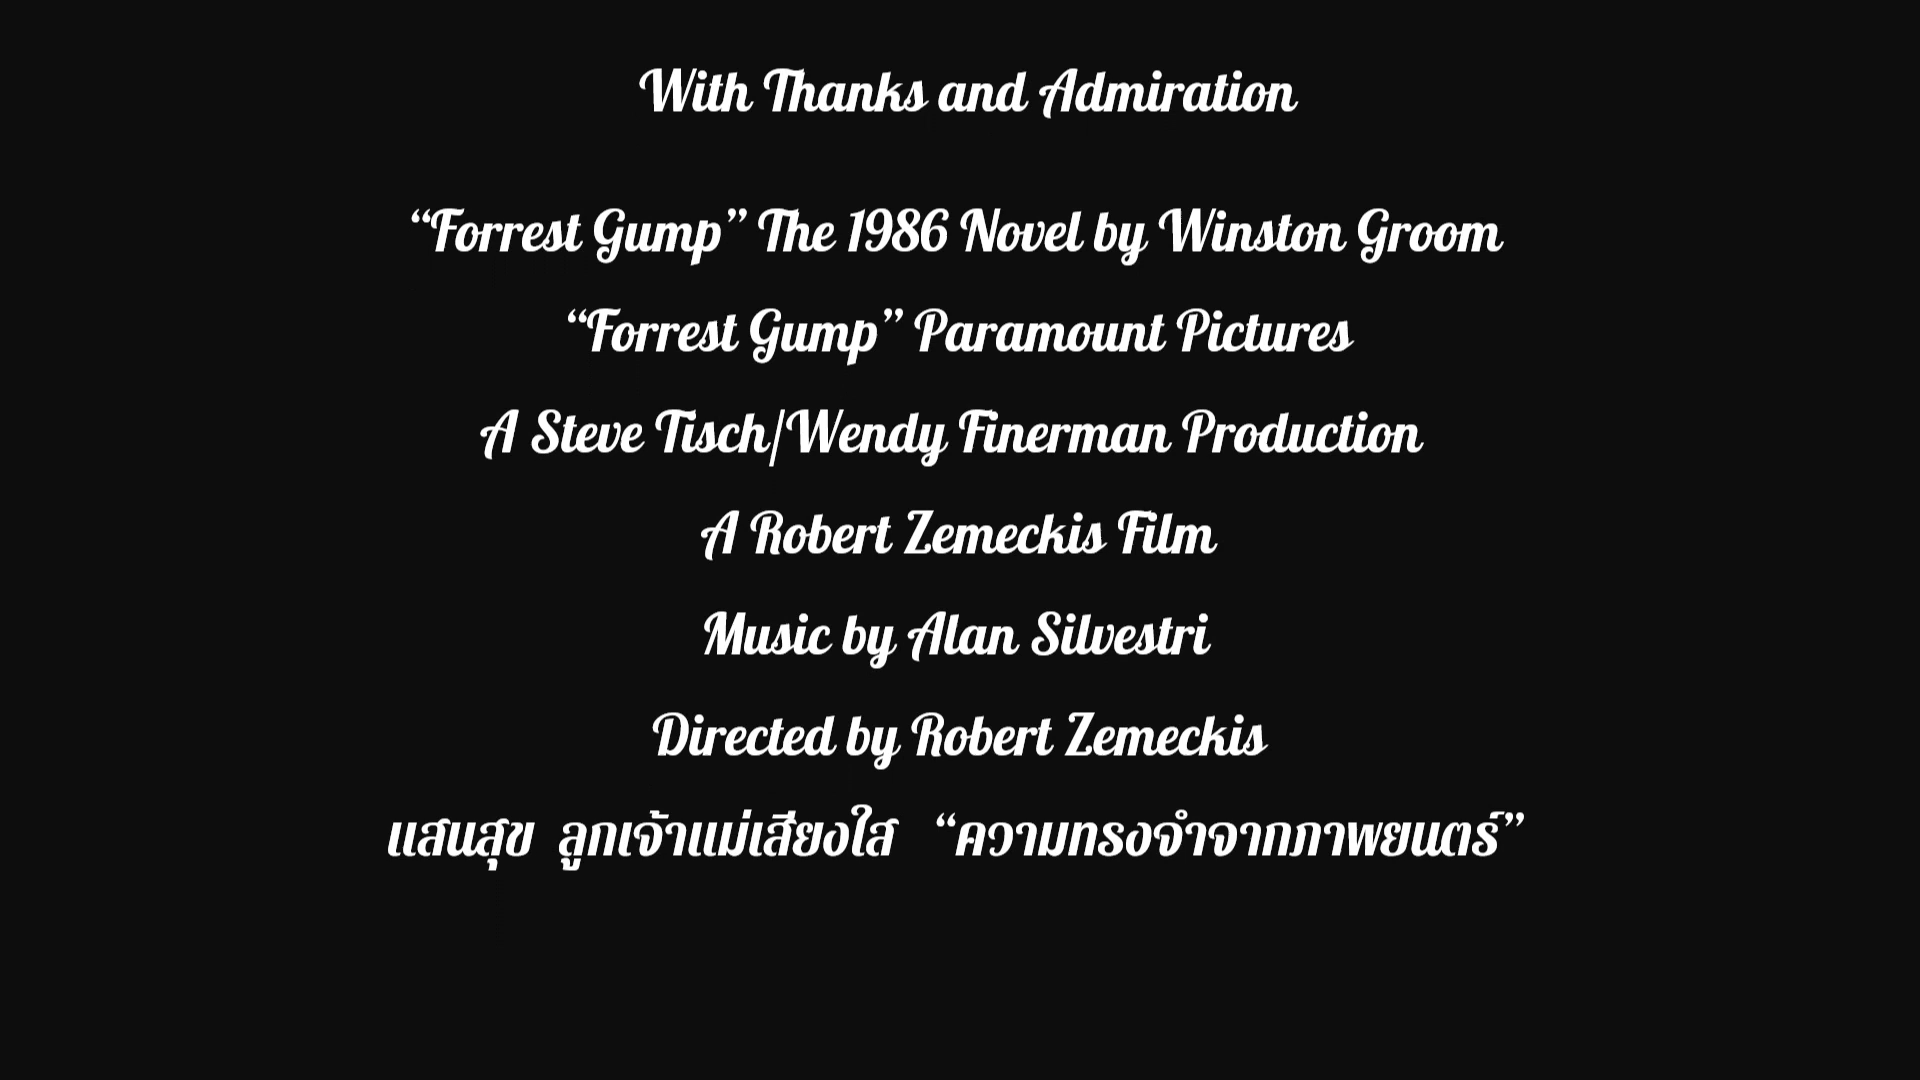 With Thanks and Admiration
“Forrest Gump” The 1986 Novel by Winston Groom
“Forrest Gump” Paramount Pictures
A Steve Tisch/Wendy Finerman Production
A Robert Zemeckis Film
Music by Alan Silvestri
Directed by Robert Zemeckis
แสนสุข ลูกเจ้าแม่เสียงใส “ความทรงจำจากภาพยนตร์”